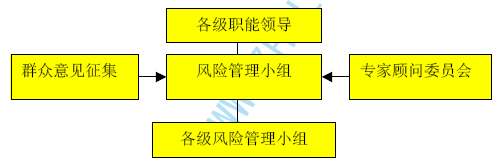 各级职能领导
群众意见征集
风险管理小组
专家顾问委员会
各级风险管理小组